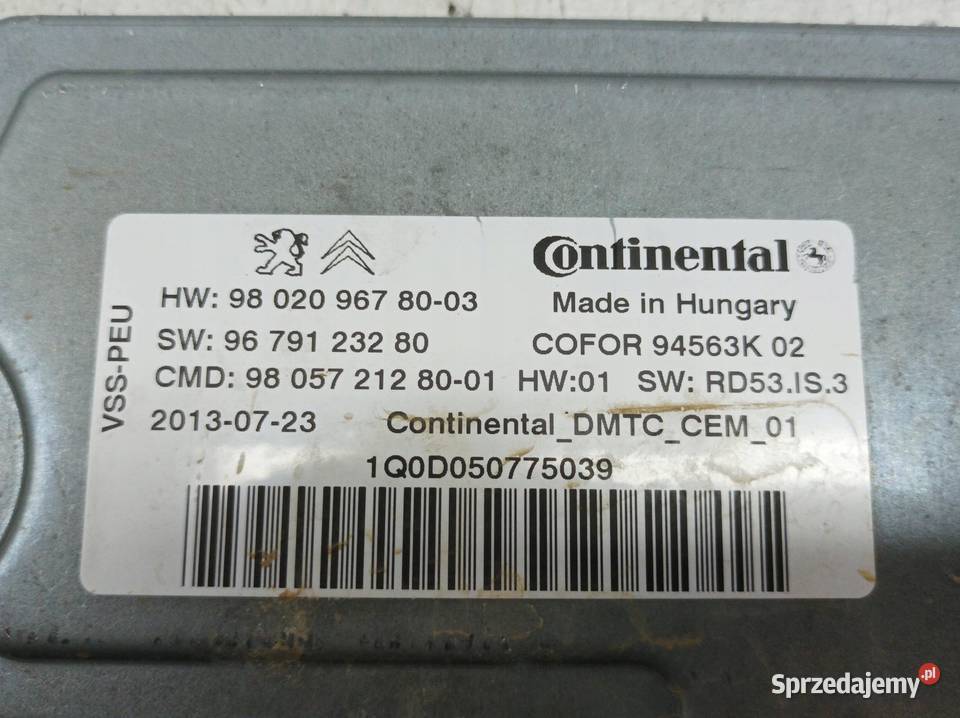 Continental
HW: 98 020 967 80-03 Made in Hungary
SW: 96 791 232 80 COFOR 94563K 02
CMD: 98 057 212 80-01 HW:01 SW: RD53.IS.3
2013-07-23 Continental_DMTC_CEM_01
1Q0D050775039
VSS-PEU
Sprzedajemy.pl